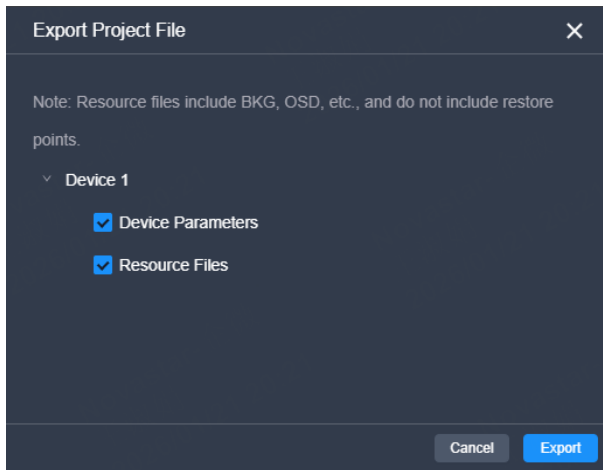 Export Project File
Note: Resource files include BKG, OSD, etc., and do not include restore
points.
Device 1
Device Parameters
Resource Files
Cancel
Export